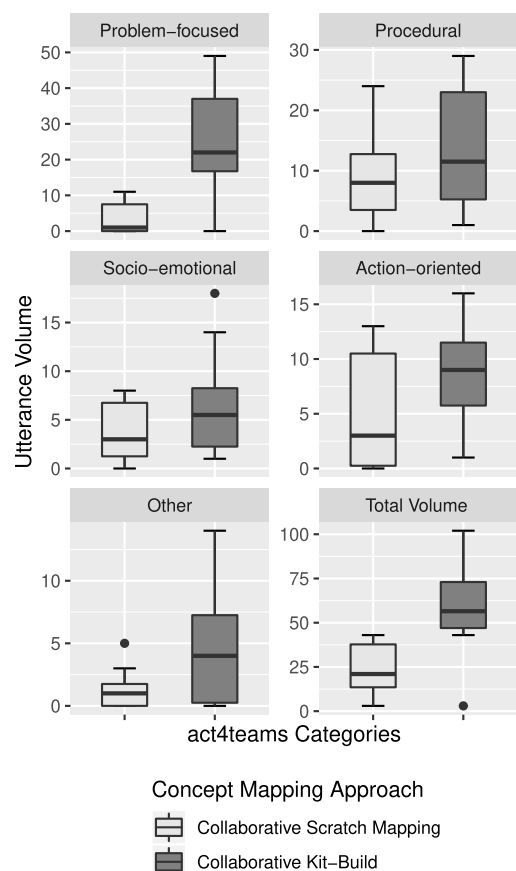 Problem−focused
Procedural
50
40
30
20
10
0
30
20
10
0
Socio−emotional
Action−oriented
15
10
5
0
15
10
5
0
Utterance Volume
Other
Total Volume
10
5
0
100
75
50
25
0
act4teams Categories
Concept Mapping Approach
Collaborative Scratch Mapping
Collaborative Kit−Build